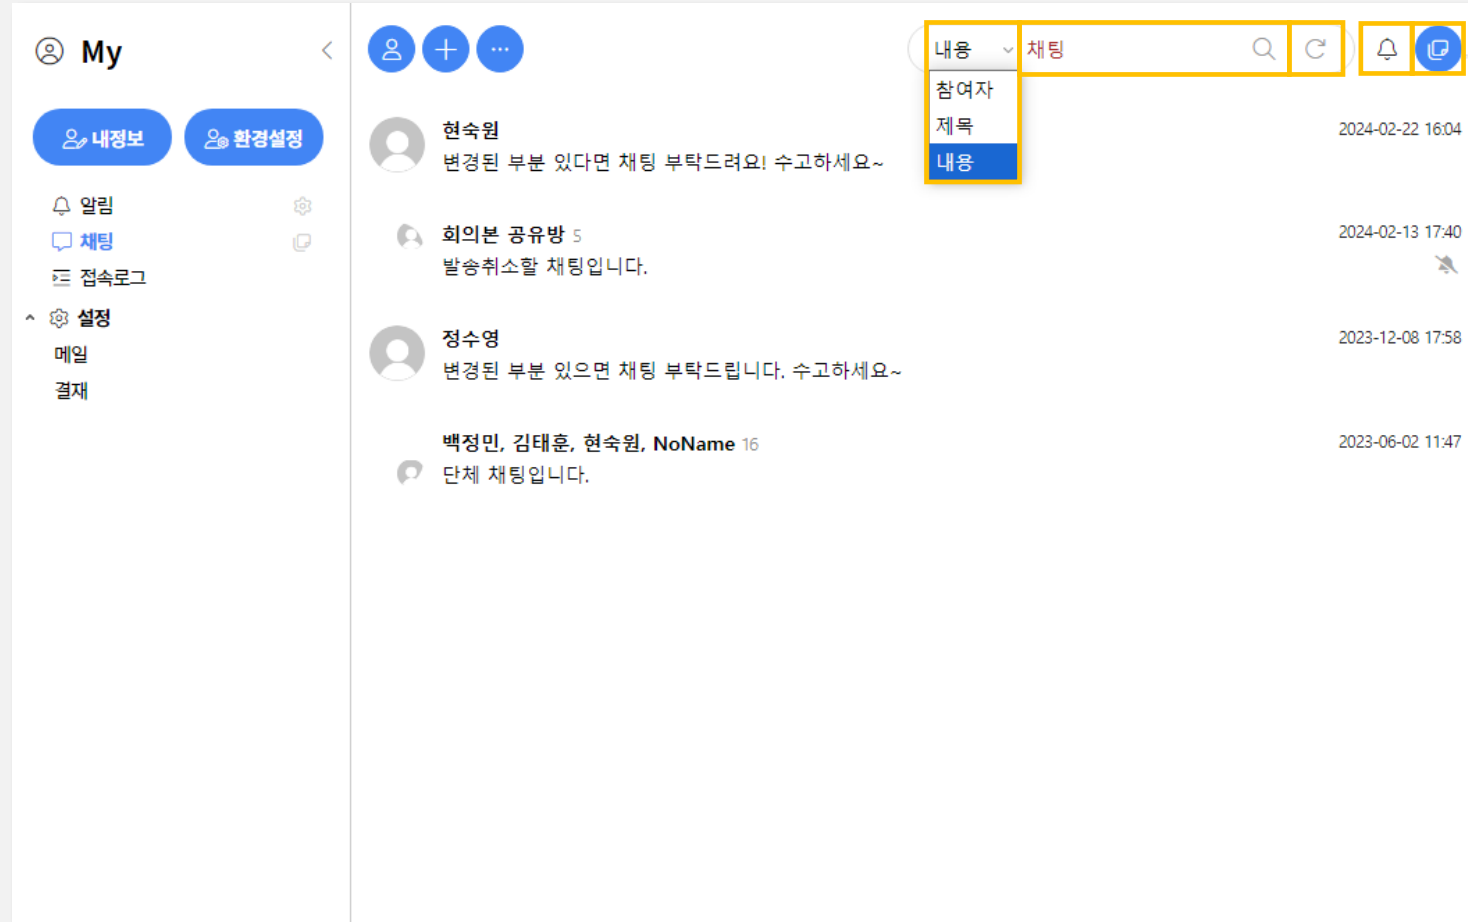 My
내정보
환경설정
알림
채팅
접속로그
설정
메일
결재
내용
채팅
참여자
제목
내용
현숙원
2024-02-22 16:04
변경된 부분 있다면 채팅 부탁드려요! 수고하세요~
회의본 공유방 5
2024-02-13 17:40
발송취소할 채팅입니다.
정수영
2023-12-08 17:58
변경된 부분 있으면 채팅 부탁드립니다. 수고하세요~
백정민, 김태훈, 현숙원, NoName 16
2023-06-02 11:47
단체 채팅입니다.